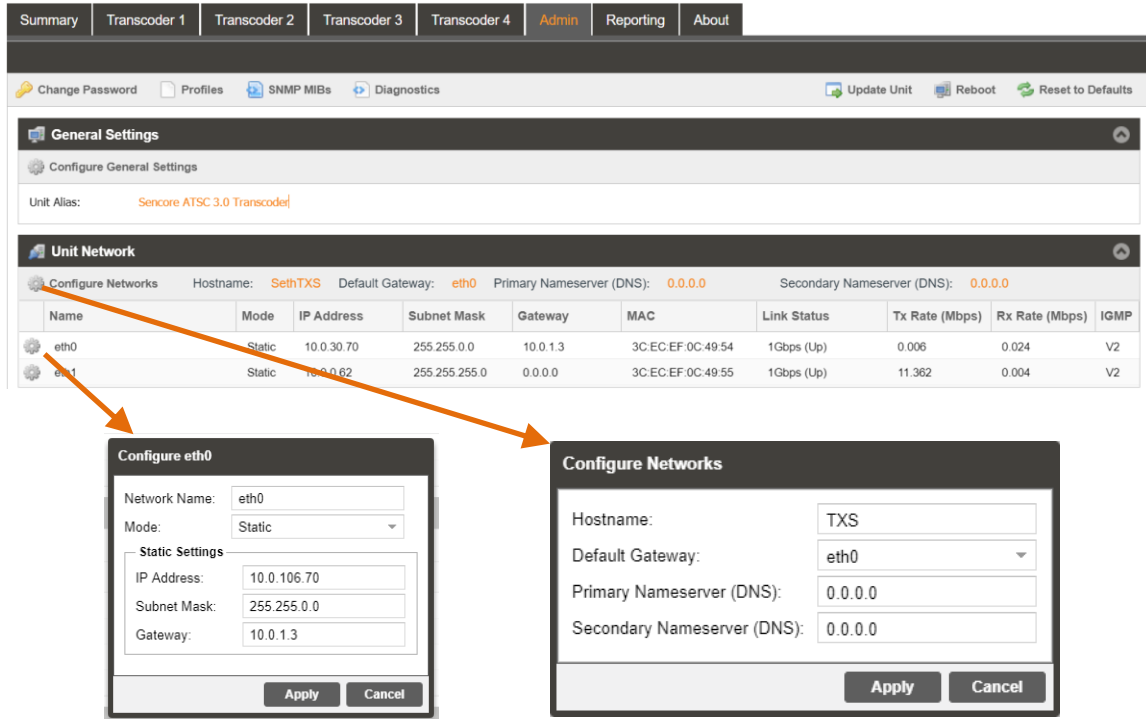 Summary Transcoder 1 Transcoder 2 Transcoder 3 Transcoder 4 Admin Reporting About
Change Password Profiles SNMP MIBs Diagnostics Update Unit Reboot Reset to Defaults
General Settings
Configure General Settings
Unit Alias: Sencore ATSC 3.0 Transcoder
Unit Network
Configure Networks Hostname: SethTXS Default Gateway: eth0 Primary Nameserver (DNS): 0.0.0.0 Secondary Nameserver (DNS): 0.0.0.0
Name Mode IP Address Subnet Mask Gateway MAC Link Status Tx Rate (Mbps) Rx Rate (Mbps) IGMP
eth0 Static 10.0.30.70 255.255.0.0 10.0.1.3 3C:EC:EF:0C:49:54 1Gbps (Up) 0.006 0.024 V2
eth1 Static 10.0.0.62 255.255.255.0 0.0.0.0 3C:EC:EF:0C:49:55 1Gbps (Up) 11.362 0.004 V2
Configure eth0
Network Name: eth0
Mode: Static
Static Settings
IP Address: 10.0.106.70
Subnet Mask: 255.255.0.0
Gateway: 10.0.1.3
Apply Cancel
Configure Networks
Hostname: TXS
Default Gateway: eth0
Primary Nameserver (DNS): 0.0.0.0
Secondary Nameserver (DNS): 0.0.0.0
Apply Cancel